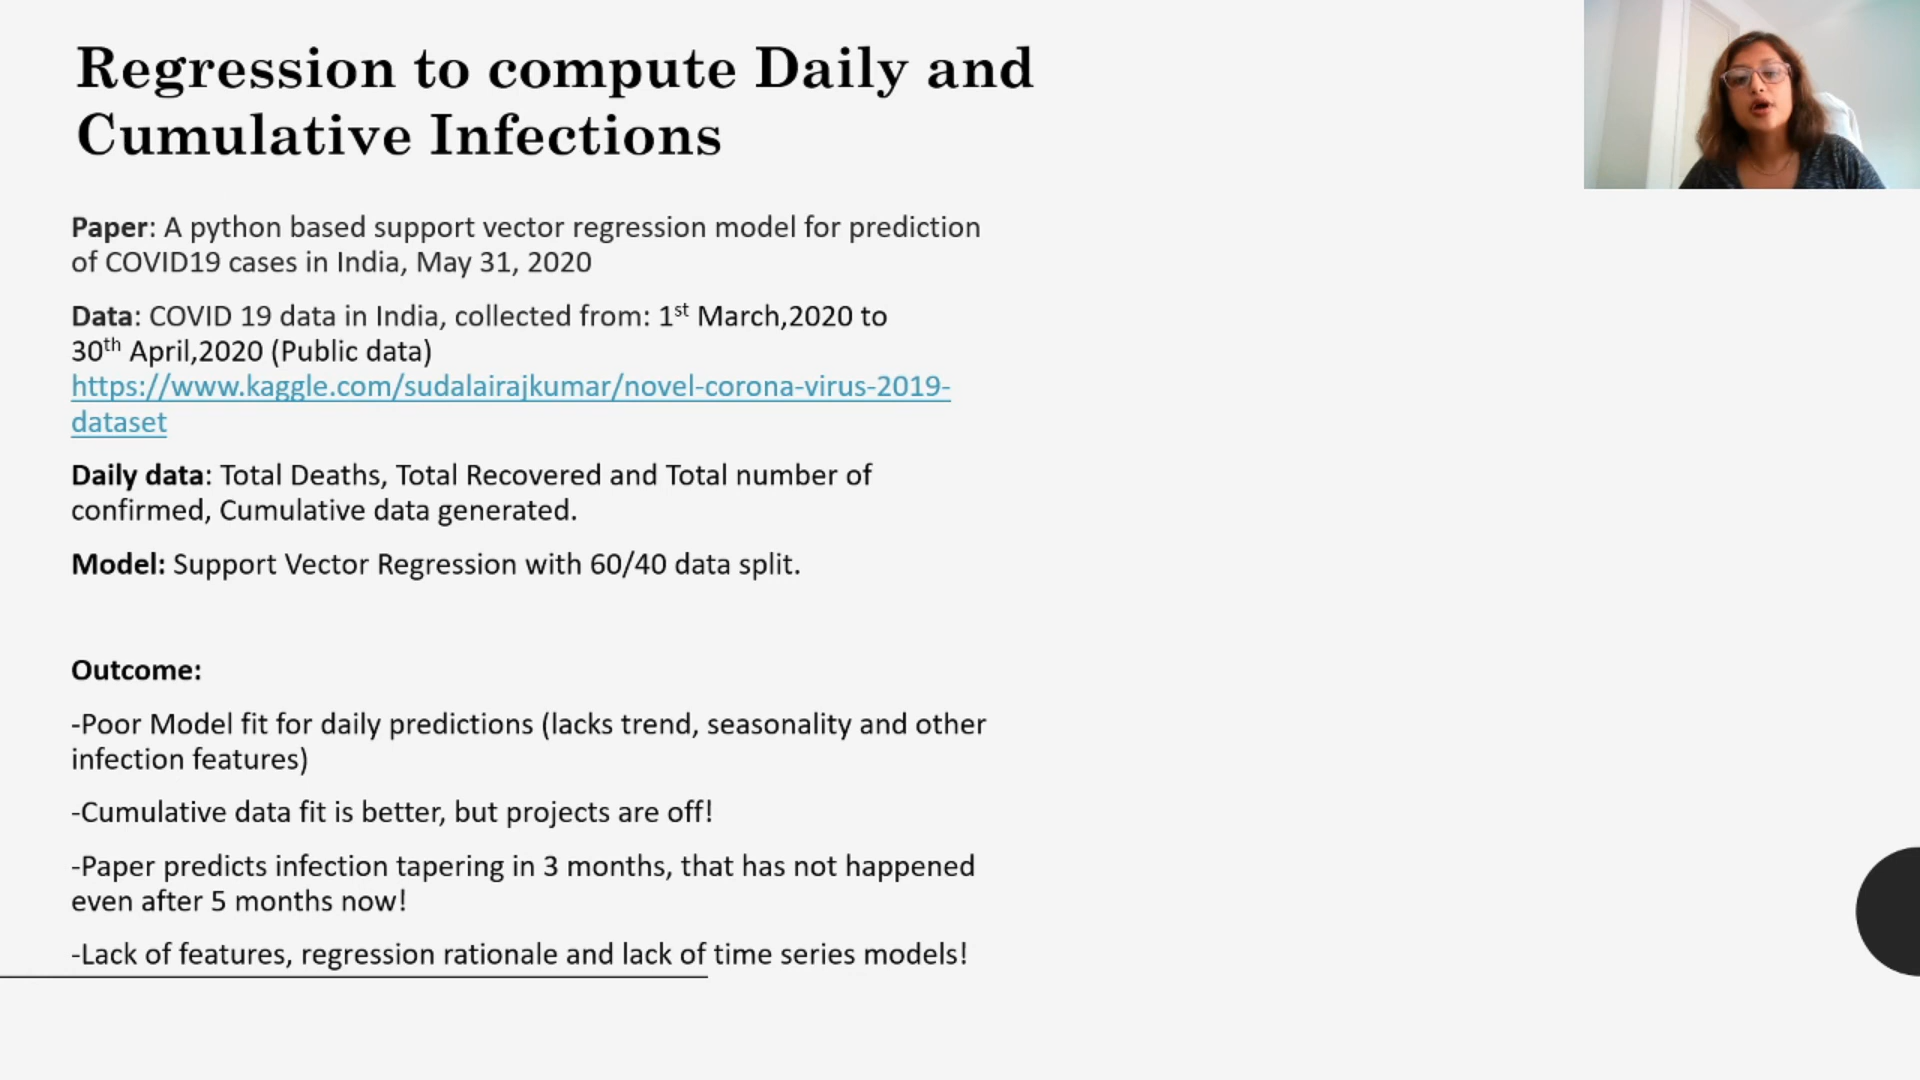 Regression to compute Daily and
Cumulative Infections
Paper: A python based support vector regression model for prediction
of COVID19 cases in India, May 31, 2020
Data: COVID 19 data in India, collected from: 1st March,2020 to
30th April,2020 (Public data)
https://www.kaggle.com/sudalairajkumar/novel-corona-virus-2019-
dataset
Daily data: Total Deaths, Total Recovered and Total number of
confirmed, Cumulative data generated.
Model: Support Vector Regression with 60/40 data split.
Outcome:
-Poor Model fit for daily predictions (lacks trend, seasonality and other
infection features)
-Cumulative data fit is better, but projects are off!
-Paper predicts infection tapering in 3 months, that has not happened
even after 5 months now!
-Lack of features, regression rationale and lack of time series models!